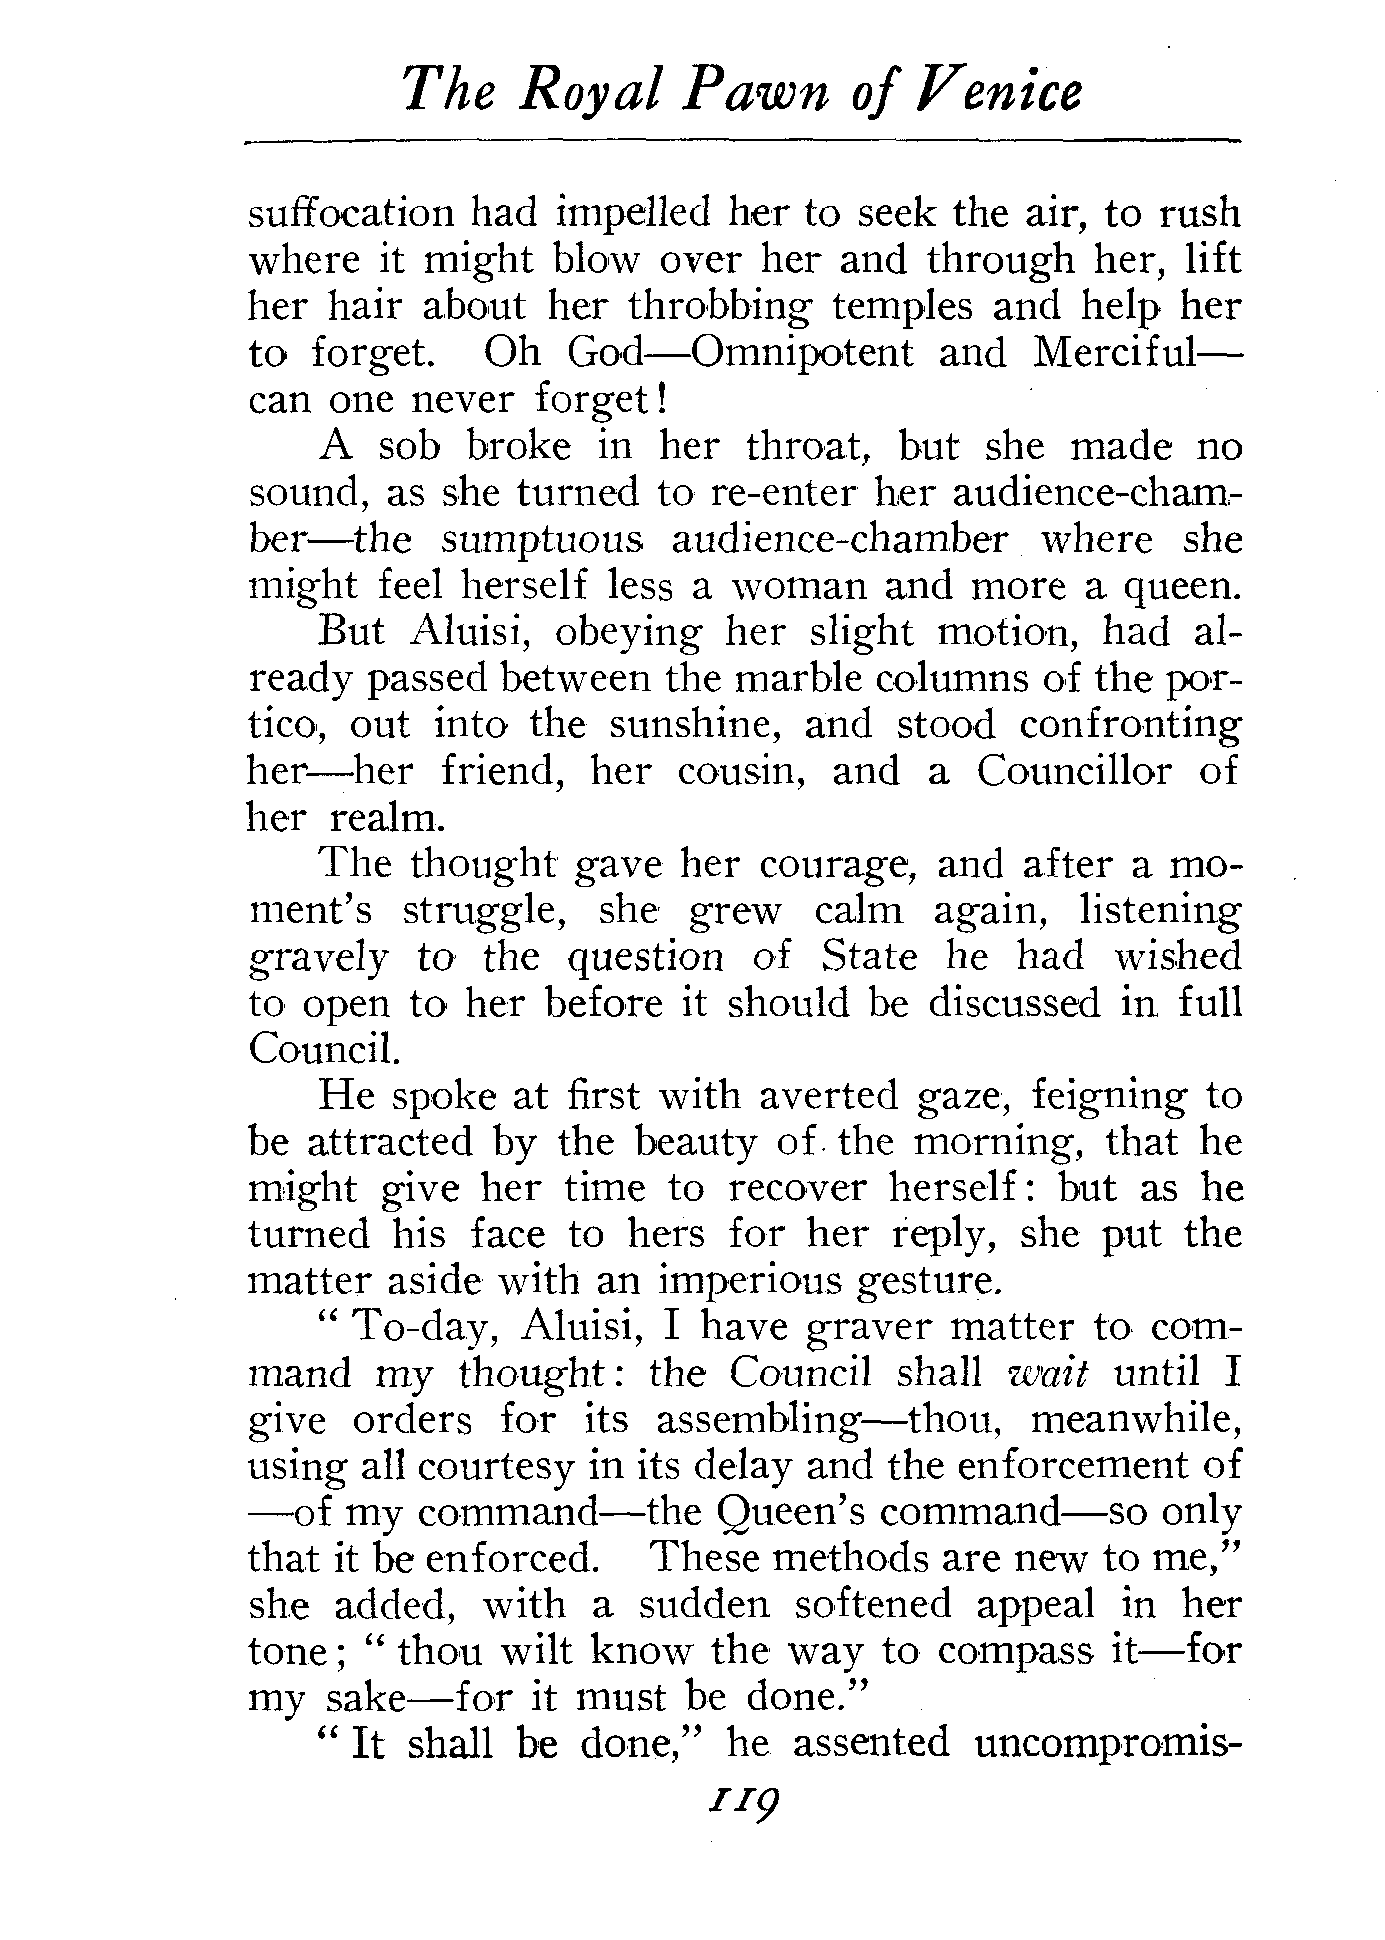 The Royal Pawn of Venice
suffocation had impelled her to seek the air, to rush
where it might blow over her and through her, lift
her hair about her throbbing temples and help her
to forget. Oh God—Omnipotent and Merciful—
can one never forget!
A sob broke in her throat, but she made no
sound, as she turned to re-enter her audience-cham-
ber—the sumptuous audience-chamber where she
might feel herself less a woman and more a queen.
But Aluisi, obeying her slight motion, had al-
ready passed between the marble columns of the por-
tico, out into the sunshine, and stood confronting
her—her friend, her cousin, and a Councillor of
her realm.
The thought gave her courage, and after a mo-
ment's struggle, she grew calm again, listening
gravely to the question of State he had wished
to open to her before it should be discussed in full
Council.
He spoke at first with averted gaze, feigning to
be attracted by the beauty of the morning, that he
might give her time to recover herself: but as he
turned his face to hers for her reply, she put the
matter aside with an imperious gesture.
" To-day, Aluisi, I have graver matter to com-
mand my thought: the Council shall wait until I
give orders for its assembling—thou, meanwhile,
using all courtesy in its delay and the enforcement of
—of my command—the Queen's command—so only
that it be enforced. These methods are new to me,"
she added, with a sudden softened appeal in her
tone; " thou wilt know the way to compass it—for
my sake—for it must be done."
" It shall be done," he assented uncompromis-
119